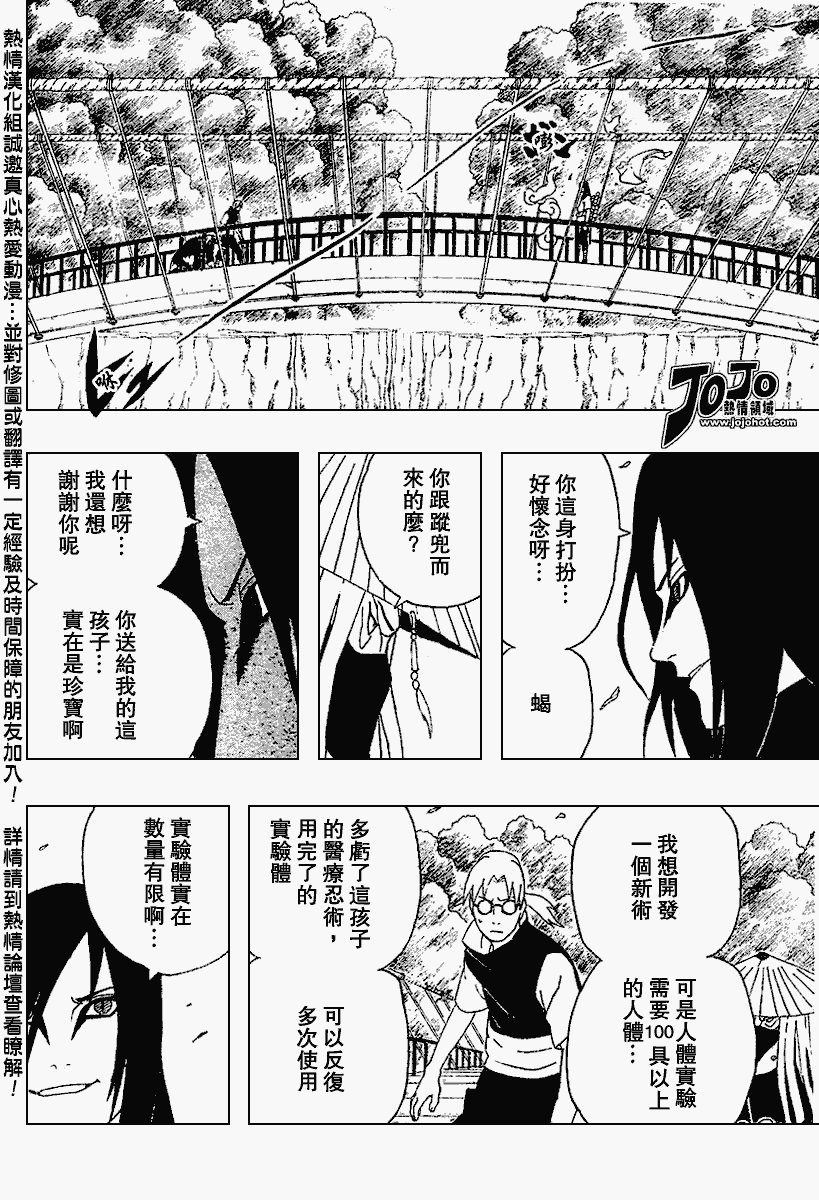 嘭
咻
JOJO
熱情領域
www.jojohot.com
你這身打扮…
好懷念呀…
蝎
你跟蹤兜而
來的麼？
什麼呀…
我還想
謝謝你呢
你送給我的這
孩子…
實在是珍寶啊
我想開發
一個新術
可是人體實驗
需要100具以上
的人體…
多虧了這孩子
的醫療忍術，
用完了的
實驗體
可以反復
多次使用
實驗體實在
數量有限啊…
熱情漢化組誠邀真心熱愛動漫…並對修圖或翻譯有一定經驗及時間保障的朋友加入！ 詳情請到熱情論壇查看瞭解！